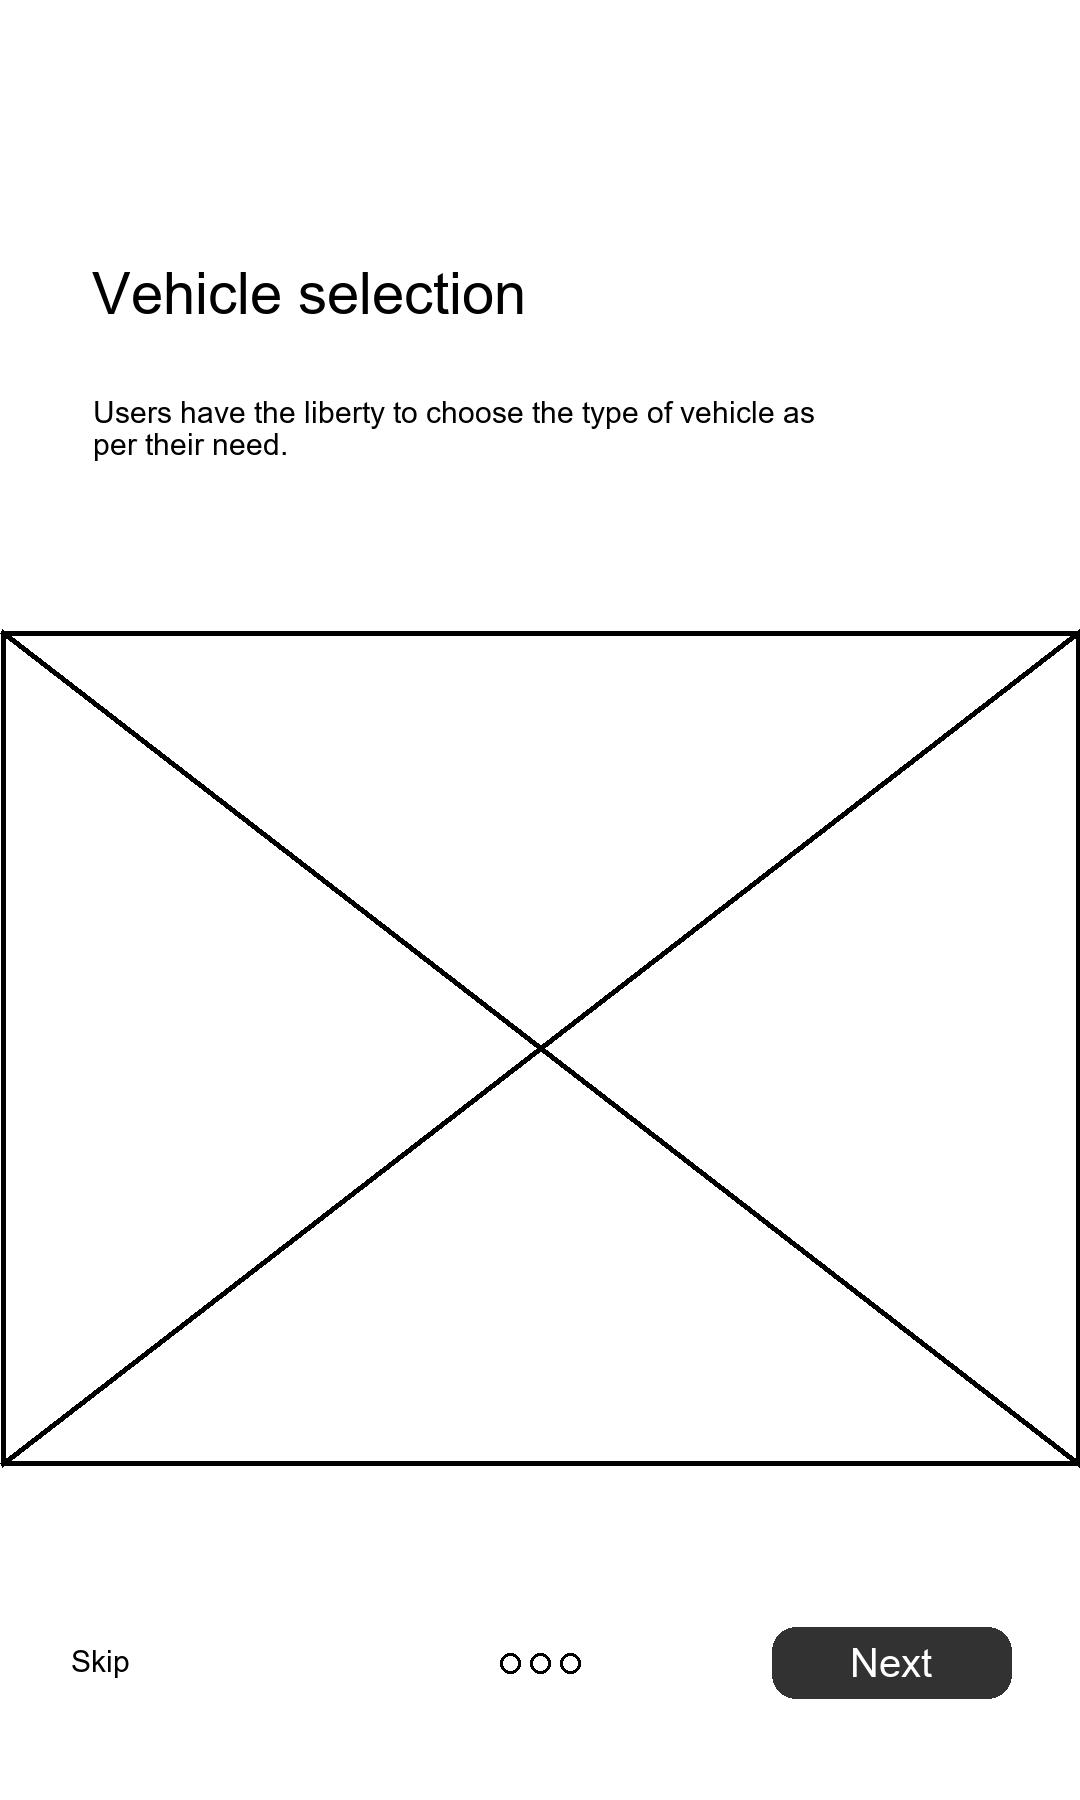 Vehicle selection
Users have the liberty to choose the type of vehicle as
per their need.
Skip
Next